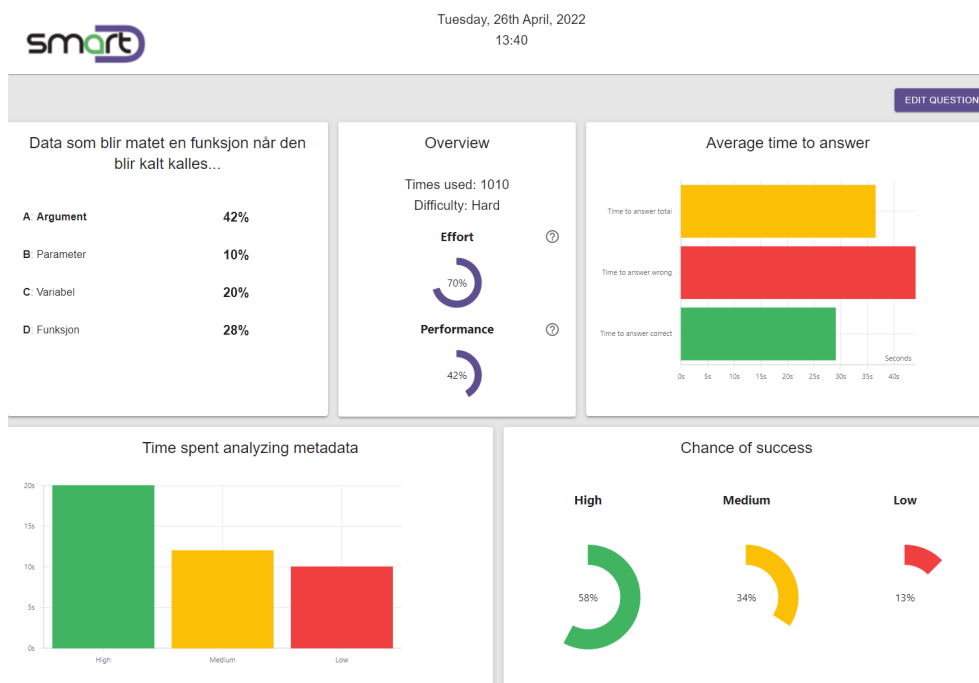 smart
Tuesday, 26th April, 2022
13:40
EDIT QUESTION
Data som blir matet en funksjon når den
blir kalt kalles...
A: Argument 42%
B: Parameter 10%
C: Variabel 20%
D: Funksjon 28%
Overview
Times used: 1010
Difficulty: Hard
Effort ?
70%
Performance ?
42%
Average time to answer
Time to answer total
Time to answer wrong
Time to answer correct
Seconds
0s 5s 10s 15s 20s 25s 30s 35s 40s
Time spent analyzing metadata
20s
15s
10s
5s
0s
High Medium Low
Chance of success
High Medium Low
58% 34% 13%